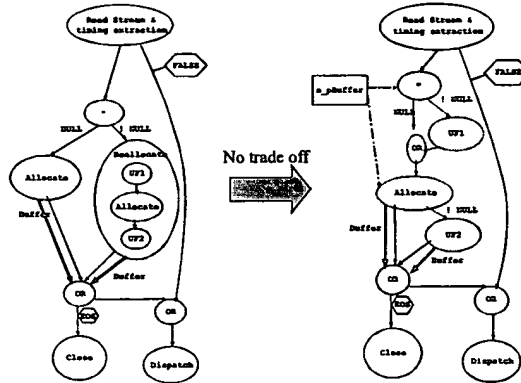 Read Stream &
timing extraction
FALSE
=
NULL
! NULL
Reallocate
UF1
Allocate
Allocate
UF2
Buffer
Buffer
OR
EOS
OR
Close
Dispatch
No trade off
Read Stream &
timing extraction
FALSE
a_pBuffer
=
NULL
! NULL
UF1
OR
Allocate
! NULL
Buffer
UF2
Buffer
OR
EOS
OR
Close
Dispatch